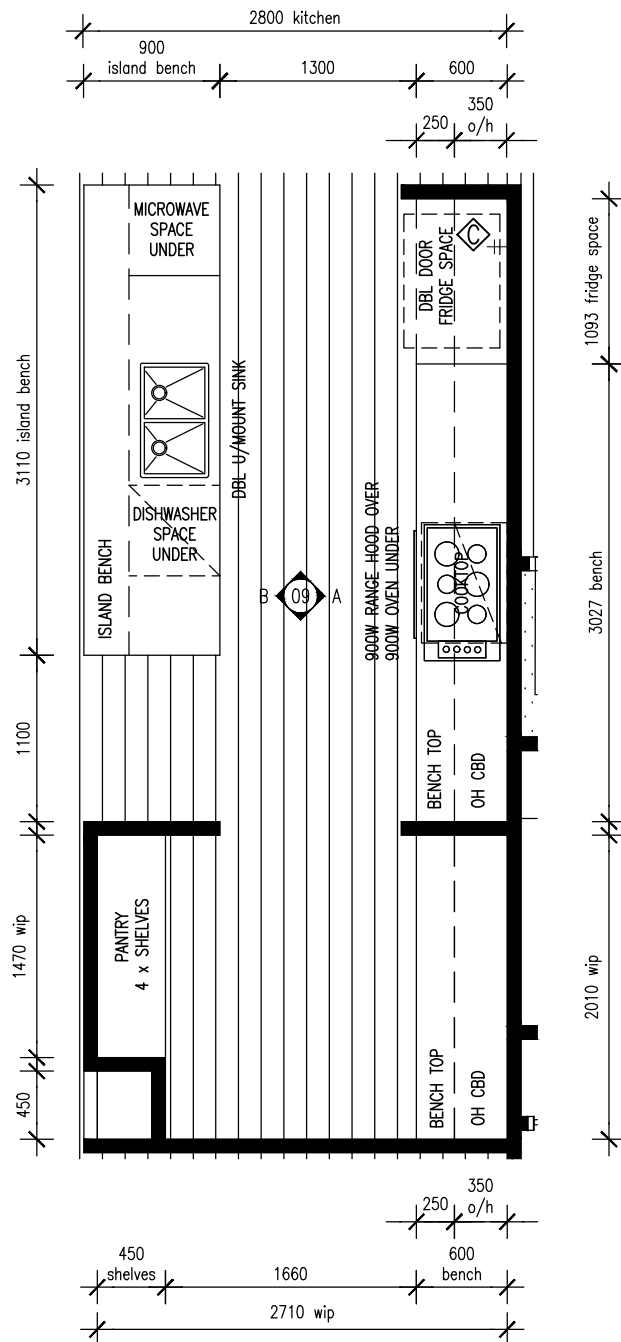 2800 kitchen
900
island bench
1300
600
250
350
o/h
MICROWAVE
SPACE
UNDER
DBL DOOR
FRIDGE SPACE
C
1093 fridge space
3110 island bench
DBL U/MOUNT SINK
DISHWASHER
SPACE
UNDER
ISLAND BENCH
B
09
A
900W RANGE HOOD OVER
900W OVEN UNDER
COOKTOP
3027 bench
1100
BENCH TOP
OH CBD
PANTRY
4 x SHELVES
1470 wip
2010 wip
450
BENCH TOP
OH CBD
250
350
o/h
450
shelves
1660
600
bench
2710 wip